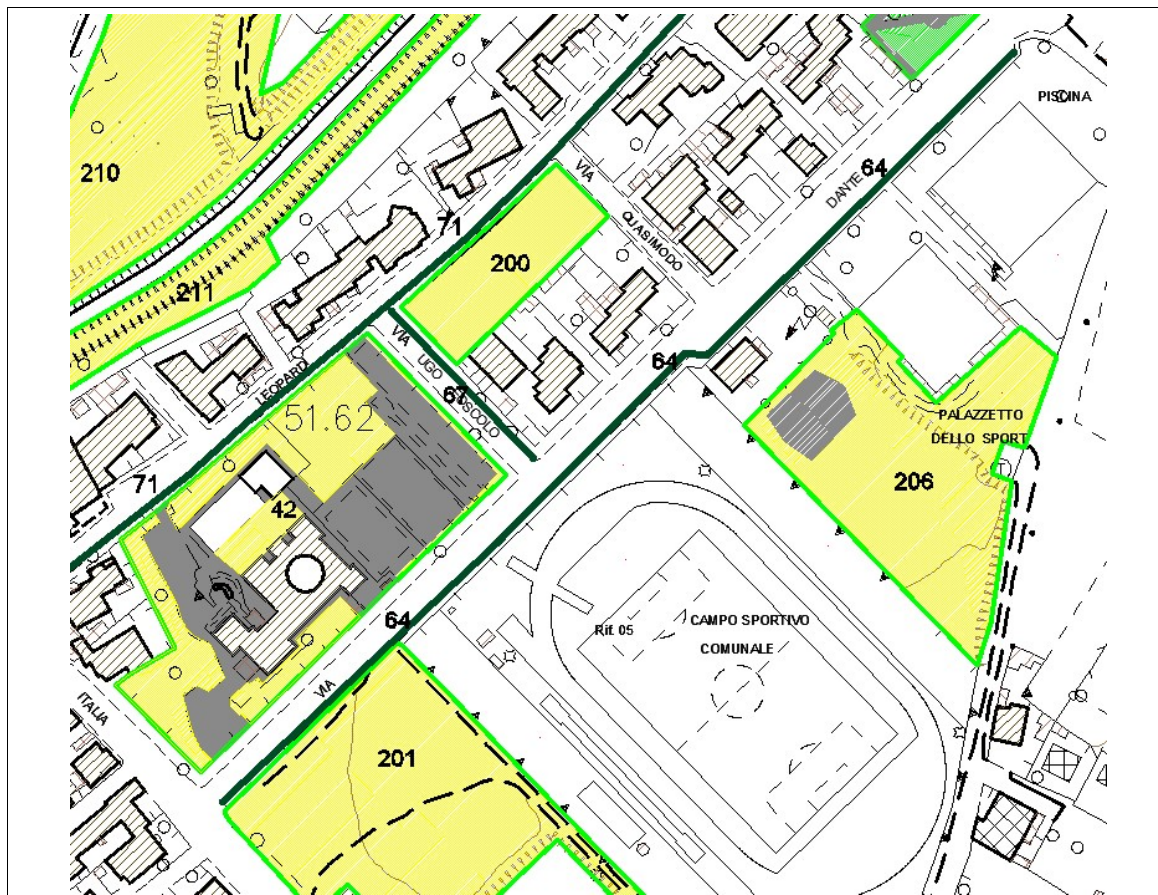 PISCINA
64
DANTE
210
VIA
QUASIMODO
71
200
211
64
VIA
UGO
FOSCOLO
67
LEOPARDI
51.62
PALAZZETTO
DELLO SPORT
206
71
42
64
Rif. 05
CAMPO SPORTIVO
COMUNALE
VIA
ITALIA
201